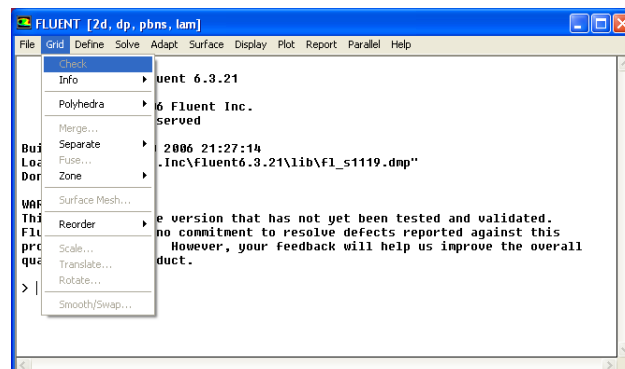 FLUENT [2d, dp, pbns, lam]
File Grid Define Solve Adapt Surface Display Plot Report Parallel Help
Check
Info
Polyhedra
Merge...
Separate
Fuse...
Zone
Surface Mesh...
Reorder
Scale...
Translate...
Rotate...
Smooth/Swap...
uent 6.3.21
6 Fluent Inc.
served
Bui 2006 21:27:14
Loa .Inc\fluent6.3.21\lib\fl_s1119.dmp"
Don
WAR
Thi e version that has not yet been tested and validated.
Flu no commitment to resolve defects reported against this
pro However, your feedback will help us improve the overall
qua duct.
>